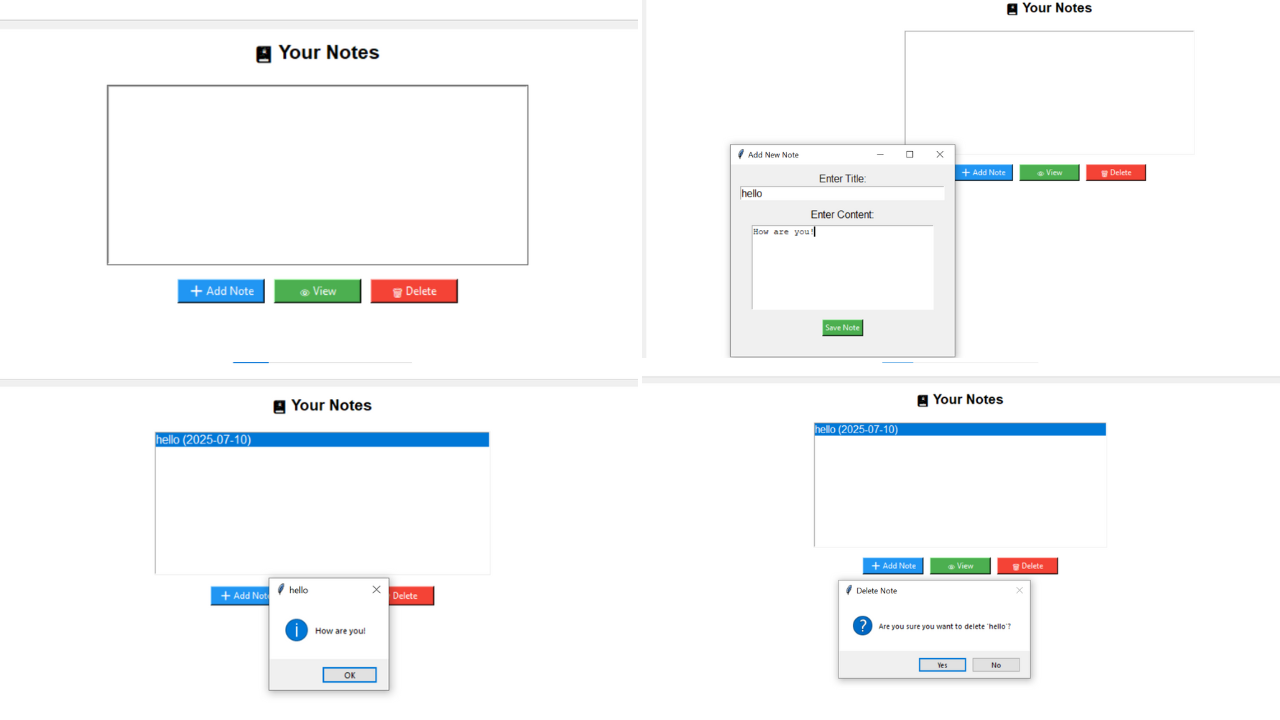 Your Notes
+ Add Note
View
Delete
Your Notes
Add New Note
Enter Title:
hello
Enter Content:
How are you!
Save Note
+ Add Note
View
Delete
Your Notes
hello (2025-07-10)
+ Add Note
Delete
hello
How are you!
OK
Your Notes
hello (2025-07-10)
+ Add Note
View
Delete
Delete Note
Are you sure you want to delete 'hello'?
Yes
No